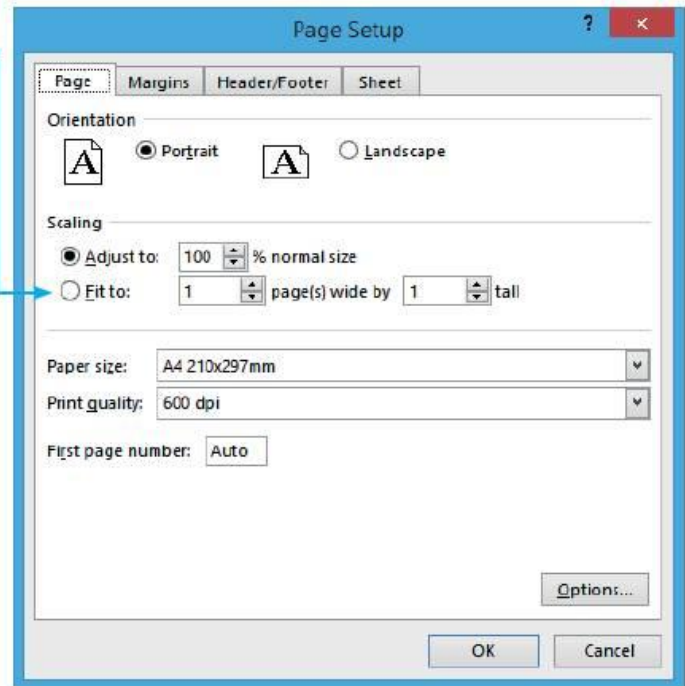 Page Setup ?
Page Margins Header/Footer Sheet
Orientation
A Portrait A Landscape
Scaling
Adjust to: 100 % normal size
Fit to: 1 page(s) wide by 1 tall
Paper size: A4 210x297mm
Print quality: 600 dpi
First page number: Auto
Options...
OK Cancel